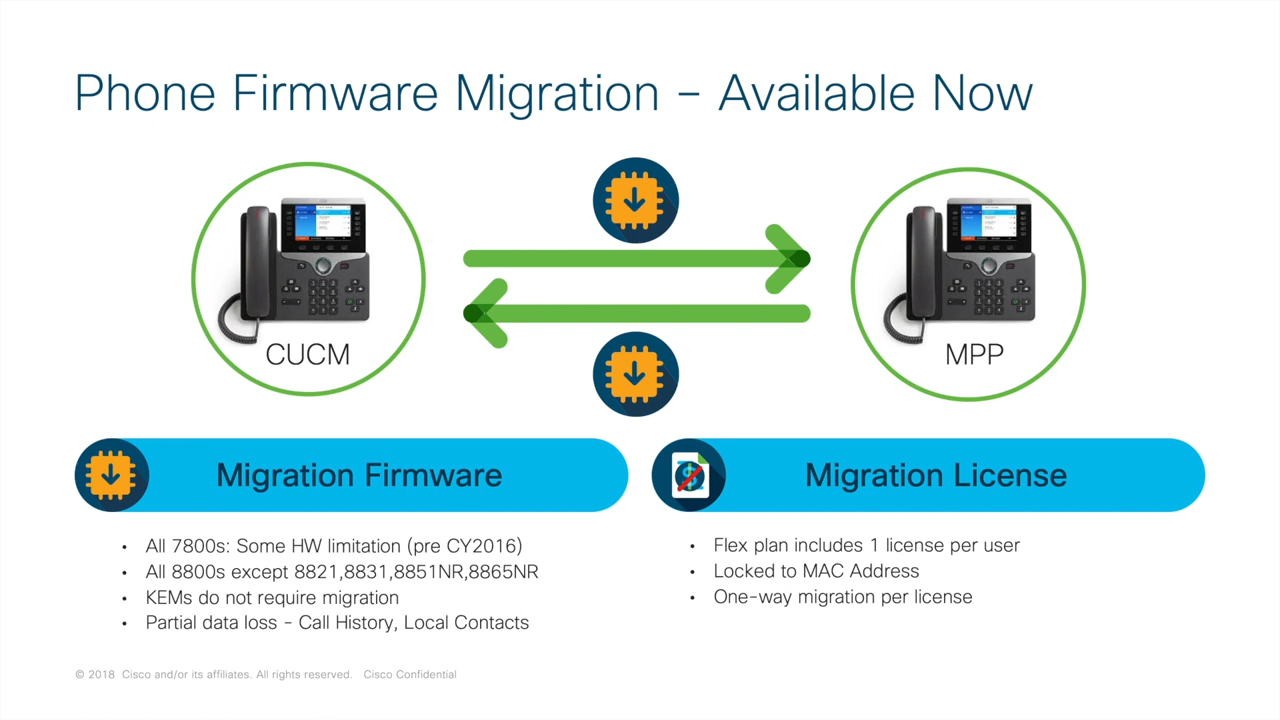 Phone Firmware Migration – Available Now
CUCM
MPP
Migration Firmware
• All 7800s: Some HW limitation (pre CY2016)
• All 8800s except 8821,8831,8851NR,8865NR
• KEMs do not require migration
• Partial data loss – Call History, Local Contacts
Migration License
• Flex plan includes 1 license per user
• Locked to MAC Address
• One-way migration per license
© 2018 Cisco and/or its affiliates. All rights reserved. Cisco Confidential